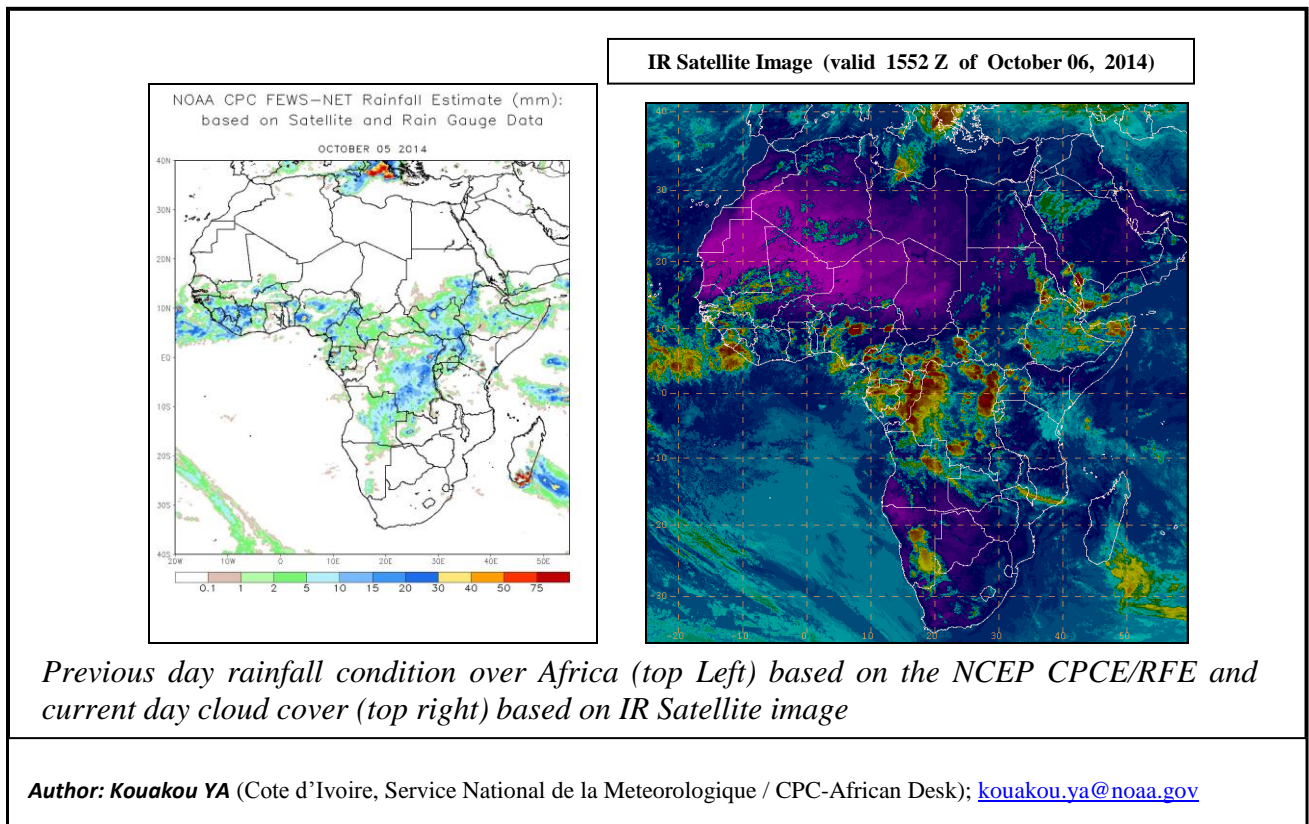 IR Satellite Image (valid 1552 Z of October 06, 2014)
NOAA CPC FEWS-NET Rainfall Estimate (mm):
based on Satellite and Rain Gauge Data
OCTOBER 05 2014
40N
30N
20N
10N
EQ
10S
20S
30S
40S
20W 10W 0 10E 20E 30E 40E 50E
0.1 1 2 5 10 15 20 30 40 50 75
40
30
20
10
0
-10
-20
-30
-20 -10 0 10 20 30 40 50
Previous day rainfall condition over Africa (top Left) based on the NCEP CPCE/RFE and
current day cloud cover (top right) based on IR Satellite image
Author: Kouakou YA (Cote d'Ivoire, Service National de la Meteorologique / CPC-African Desk); kouakou.ya@noaa.gov